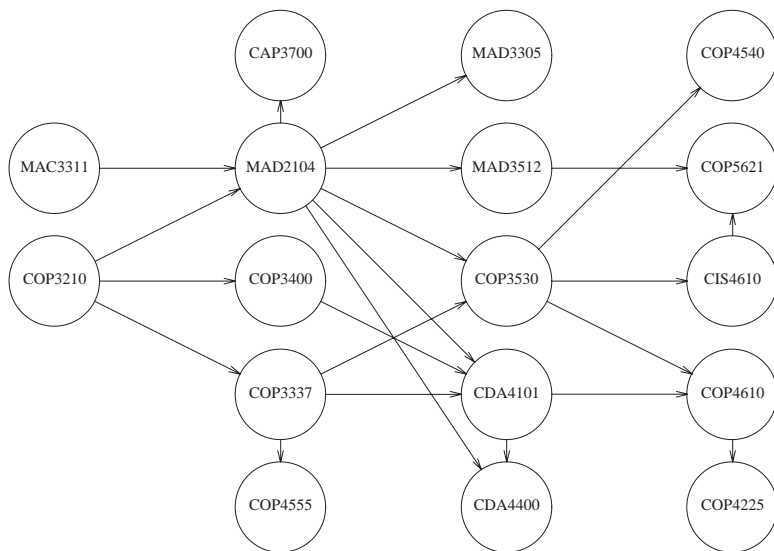 CAP3700
MAD3305
COP4540
MAC3311
MAD2104
MAD3512
COP5621
COP3210
COP3400
COP3530
CIS4610
COP3337
CDA4101
COP4610
COP4555
CDA4400
COP4225